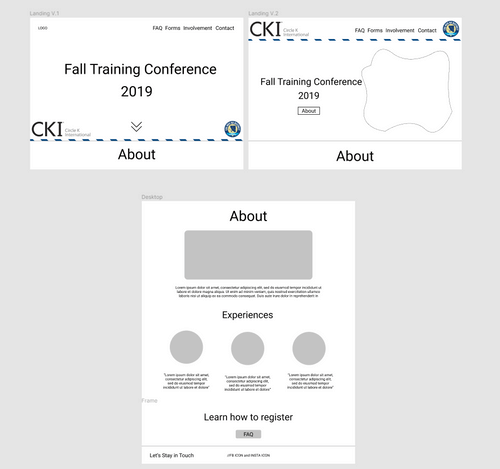 Landing V.1
LOGO
FAQ Forms Involvement Contact
Fall Training Conference
2019
CKI Circle K
International
About
Landing V.2
CKI Circle K
International
FAQ Forms Involvement Contact
Fall Training Conference
2019
About
About
Desktop
About
Lorem ipsum dolor sit amet, consectetur adipiscing elit, sed do eiusmod tempor incididunt ut
labore et dolore magna aliqua. Ut enim ad minim veniam, quis nostrud exercitation ullamco
laboris nisi ut aliquip ex ea commodo consequat. Duis aute irure dolor in reprehenderit in
Experiences
"Lorem ipsum dolor sit amet,
consectetur adipiscing elit,
sed do eiusmod tempor
incididunt ut labore et dolore"
"Lorem ipsum dolor sit amet,
consectetur adipiscing elit,
sed do eiusmod tempor
incididunt ut labore et dolore"
"Lorem ipsum dolor sit amet,
consectetur adipiscing elit,
sed do eiusmod tempor
incididunt ut labore et dolore"
Frame
Learn how to register
FAQ
Let's Stay in Touch
//FB ICON and INSTA ICON